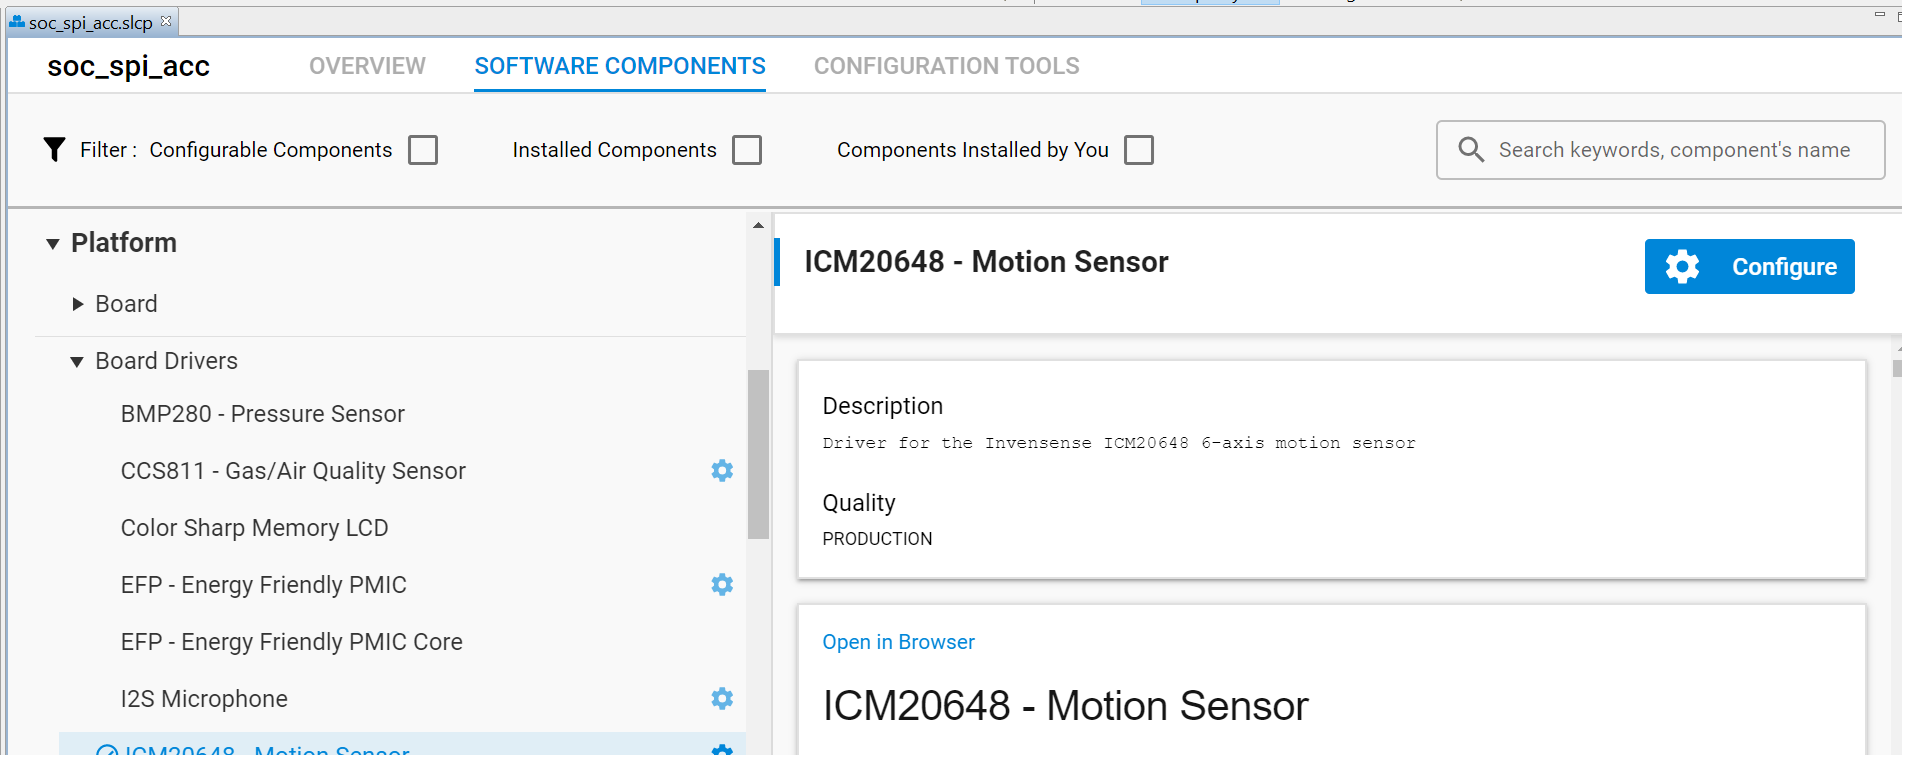 soc_spi_acc.slcp
soc_spi_acc OVERVIEW SOFTWARE COMPONENTS CONFIGURATION TOOLS
Filter : Configurable Components Installed Components Components Installed by You Search keywords, component's name
Platform
Board
Board Drivers
BMP280 - Pressure Sensor
CCS811 - Gas/Air Quality Sensor
Color Sharp Memory LCD
EFP - Energy Friendly PMIC
EFP - Energy Friendly PMIC Core
I2S Microphone
ICM20648 - Motion Sensor
ICM20648 - Motion Sensor
Configure
Description
Driver for the Invensense ICM20648 6-axis motion sensor
Quality
PRODUCTION
Open in Browser
ICM20648 - Motion Sensor